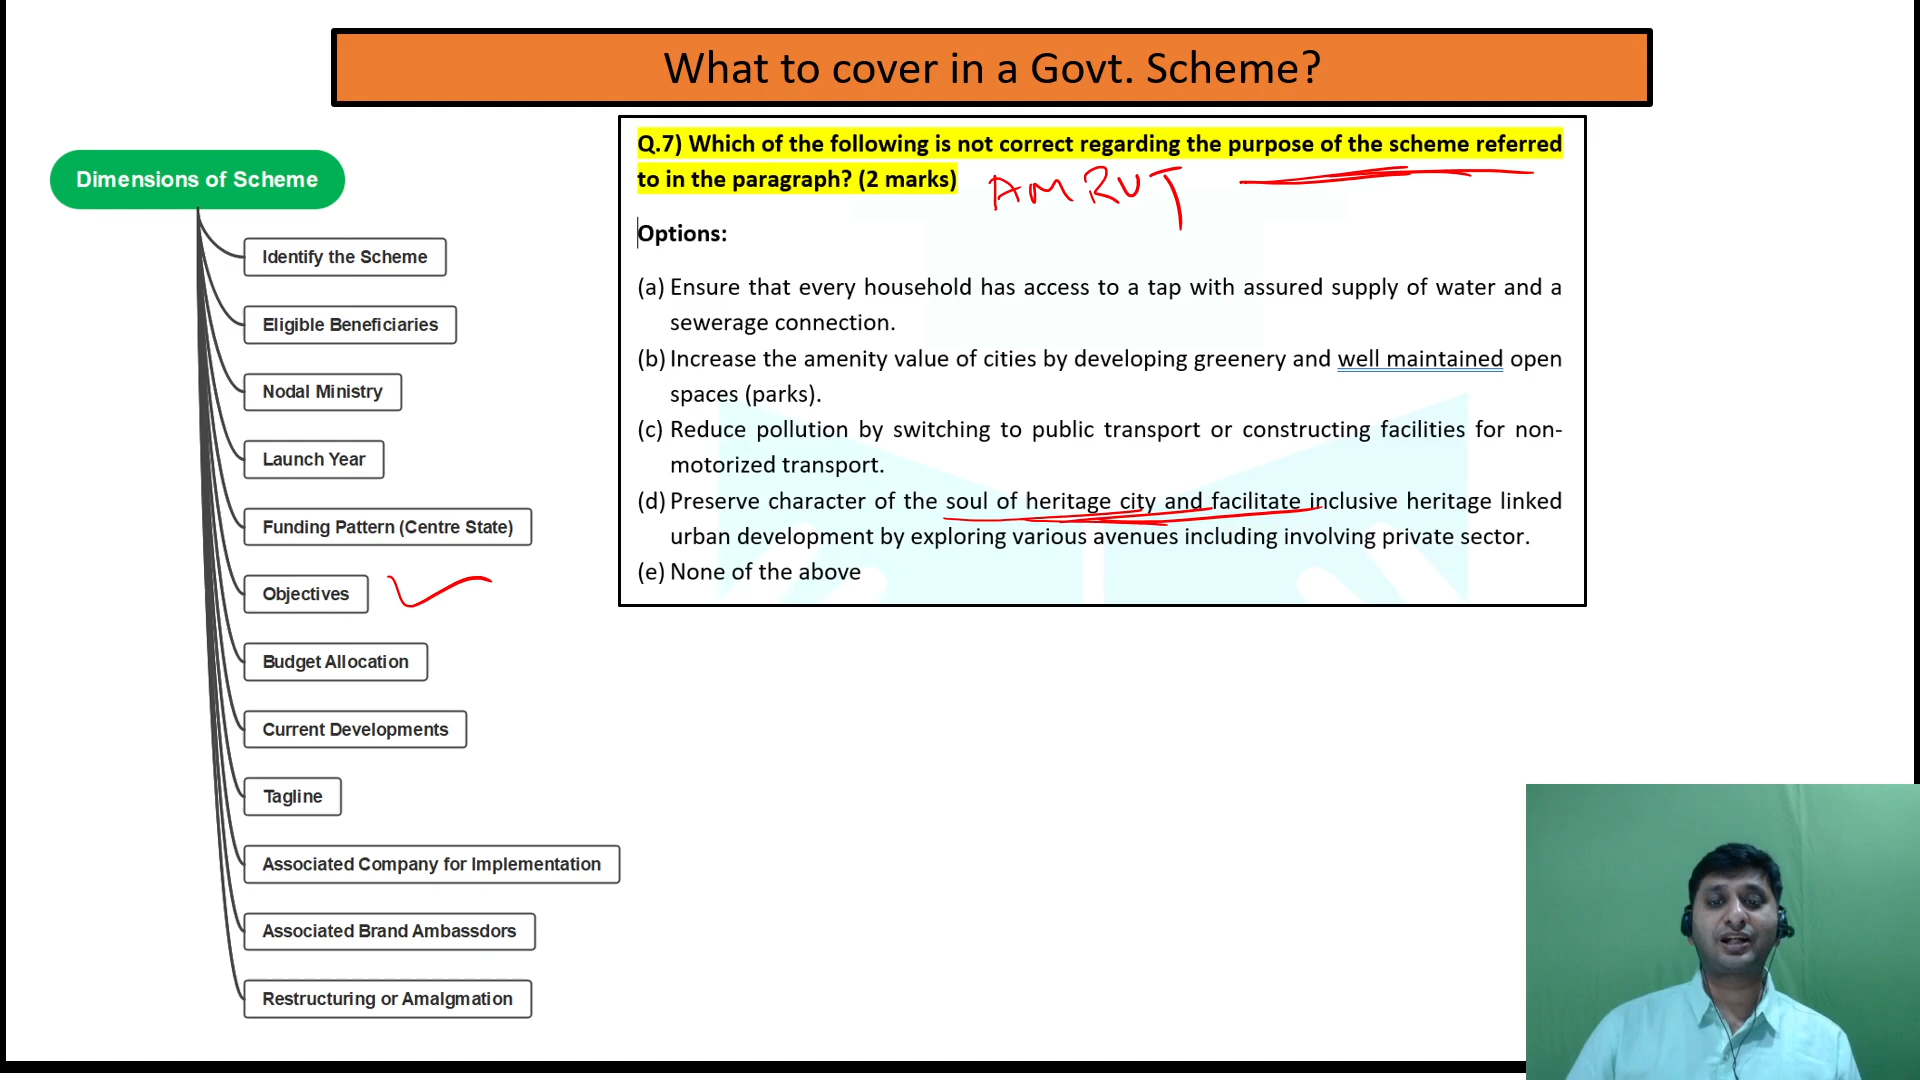 What to cover in a Govt. Scheme?
Dimensions of Scheme
Identify the Scheme
Eligible Beneficiaries
Nodal Ministry
Launch Year
Funding Pattern (Centre State)
Objectives
Budget Allocation
Current Developments
Tagline
Associated Company for Implementation
Associated Brand Ambassdors
Restructuring or Amalgmation
Q.7) Which of the following is not correct regarding the purpose of the scheme referred
to in the paragraph? (2 marks)
AMRUT
Options:
(a) Ensure that every household has access to a tap with assured supply of water and a
sewerage connection.
(b) Increase the amenity value of cities by developing greenery and well maintained open
spaces (parks).
(c) Reduce pollution by switching to public transport or constructing facilities for non-
motorized transport.
(d) Preserve character of the soul of heritage city and facilitate inclusive heritage linked
urban development by exploring various avenues including involving private sector.
(e) None of the above